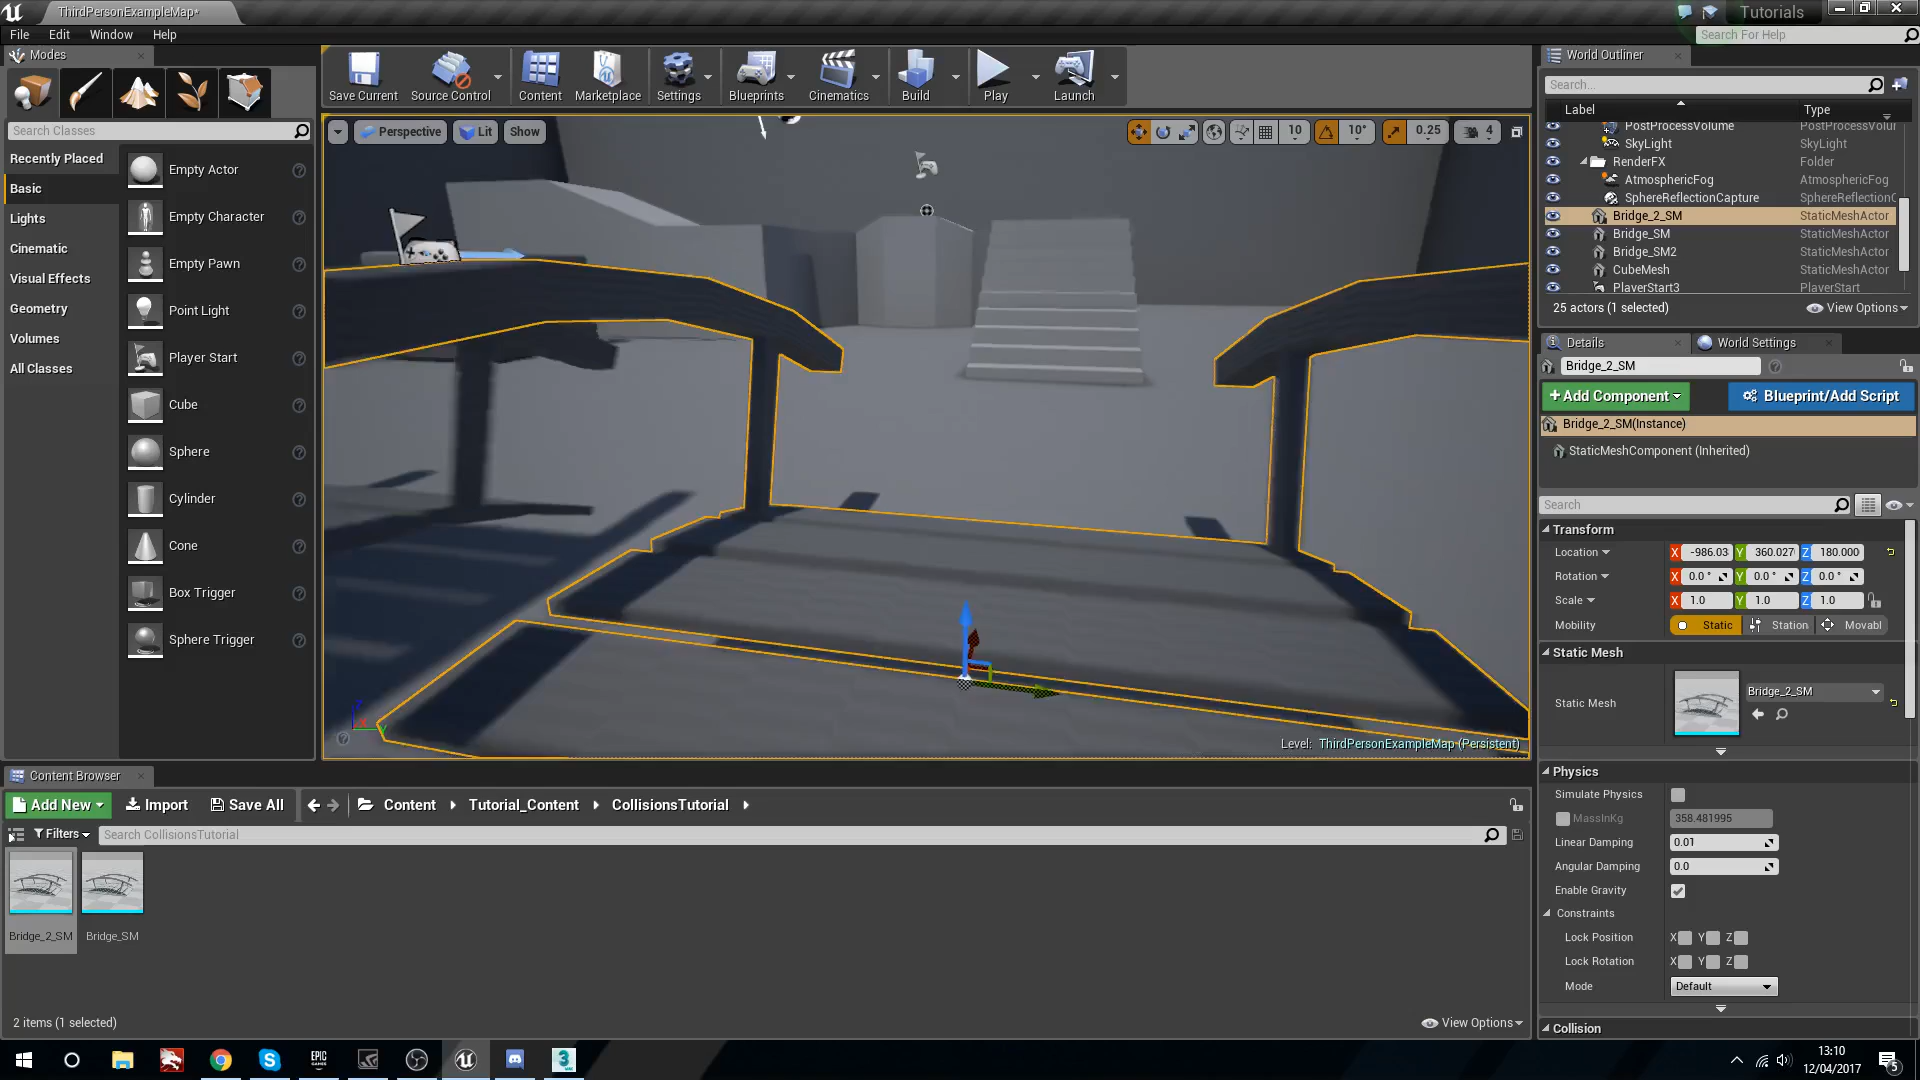 ThirdPersonExampleMap*
Tutorials
File Edit Window Help
Search For Help
Modes
Search Classes
Recently Placed
Basic
Lights
Cinematic
Visual Effects
Geometry
Volumes
All Classes
Empty Actor
Empty Character
Empty Pawn
Point Light
Player Start
Cube
Sphere
Cylinder
Cone
Box Trigger
Sphere Trigger
Save Current Source Control Content Marketplace Settings Blueprints Cinematics Build Play Launch
Perspective Lit Show
10 10° 0.25 4
Level: ThirdPersonExampleMap (Persistent)
World Outliner
Search...
Label Type
PostProcessVolume PostProcessVolur
SkyLight SkyLight
RenderFX Folder
AtmosphericFog AtmosphericFog
SphereReflectionCapture SphereReflectionC
Bridge_2_SM StaticMeshActor
Bridge_SM StaticMeshActor
Bridge_SM2 StaticMeshActor
CubeMesh StaticMeshActor
PlayerStart3 PlayerStart
25 actors (1 selected) View Options
Details World Settings
Bridge_2_SM
+Add Component Blueprint/Add Script
Bridge_2_SM(Instance)
StaticMeshComponent (Inherited)
Search
Transform
Location X -986.03 Y 360.027 Z 180.000
Rotation X 0.0 ° Y 0.0 ° Z 0.0 °
Scale X 1.0 Y 1.0 Z 1.0
Mobility Static Station Movabl
Static Mesh
Static Mesh Bridge_2_SM
Physics
Simulate Physics
MassInKg 358.481995
Linear Damping 0.01
Angular Damping 0.0
Enable Gravity
Constraints
Lock Position X Y Z
Lock Rotation X Y Z
Mode Default
Collision
Content Browser
Add New Import Save All Content Tutorial_Content CollisionsTutorial
Filters Search CollisionsTutorial
Bridge_2_SM Bridge_SM
2 items (1 selected) View Options
EPIC GAMES
13:10
12/04/2017
5